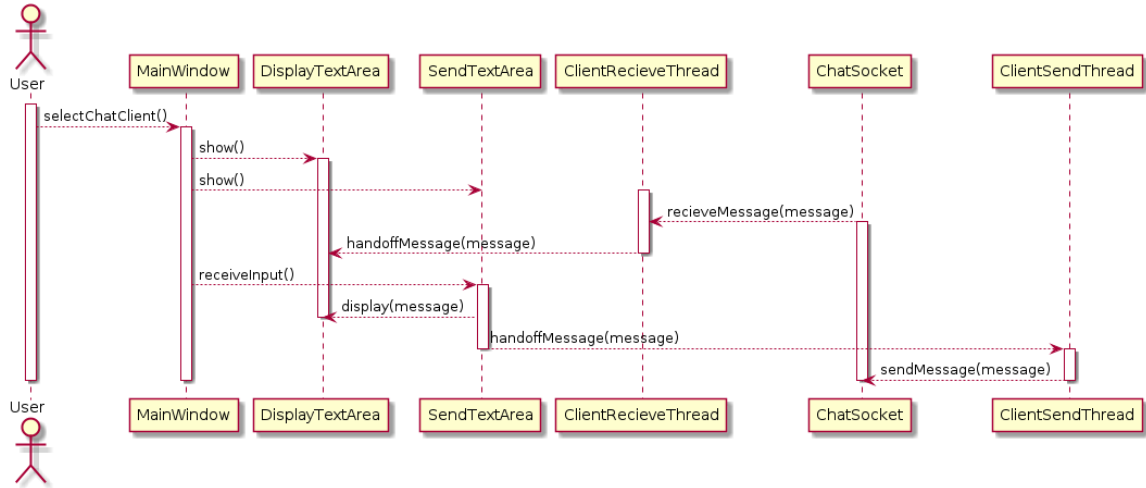 User
MainWindow
DisplayTextArea
SendTextArea
ClientRecieveThread
ChatSocket
ClientSendThread
selectChatClient()
show()
show()
recieveMessage(message)
handoffMessage(message)
receiveInput()
display(message)
handoffMessage(message)
sendMessage(message)
User
MainWindow
DisplayTextArea
SendTextArea
ClientRecieveThread
ChatSocket
ClientSendThread